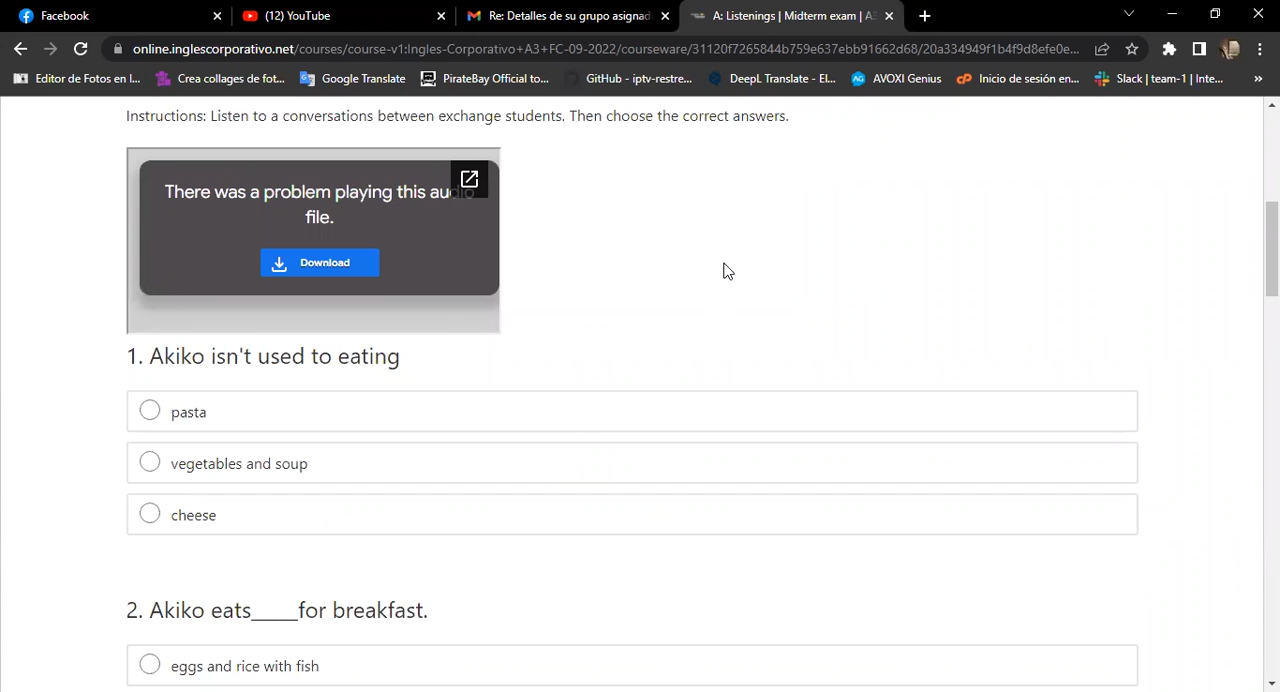 Facebook
(12) YouTube
Re: Detalles de su grupo asignad
A: Listenings | Midterm exam | A3
online.inglescorporativo.net/courses/course-v1:Ingles-Corporativo+A3+FC-09-2022/courseware/31120f7265844b759e637ebb91662d68/20a334949f1b4f9d8efe0e...
Editor de Fotos en l...
Crea collages de fot...
Google Translate
PirateBay Official to...
GitHub - iptv-restre...
DeepL Translate - El...
AVOXI Genius
Inicio de sesión en...
Slack | team-1 | Inte...
Instructions: Listen to a conversations between exchange students. Then choose the correct answers.
There was a problem playing this audio
file.
Download
1. Akiko isn't used to eating
pasta
vegetables and soup
cheese
2. Akiko eats_____for breakfast.
eggs and rice with fish